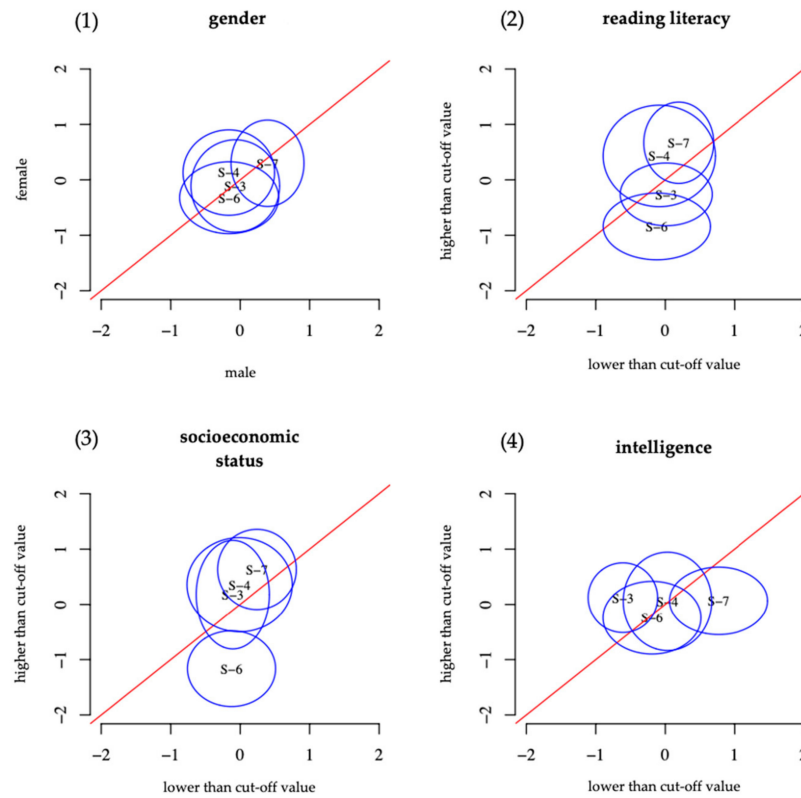 (1)
gender
female
2
1
0
−1
−2
S−7
S−4
S−3
S−6
−2 −1 0 1 2
male
(2)
reading literacy
higher than cut-off value
2
1
0
−1
−2
S−7
S−4
S−3
S−6
−2 −1 0 1 2
lower than cut-off value
(3)
socioeconomic
status
higher than cut-off value
2
1
0
−1
−2
S−7
S−4
S−3
S−6
−2 −1 0 1 2
lower than cut-off value
(4)
intelligence
higher than cut-off value
2
1
0
−1
−2
S−3
S−4
S−7
S−6
−2 −1 0 1 2
lower than cut-off value